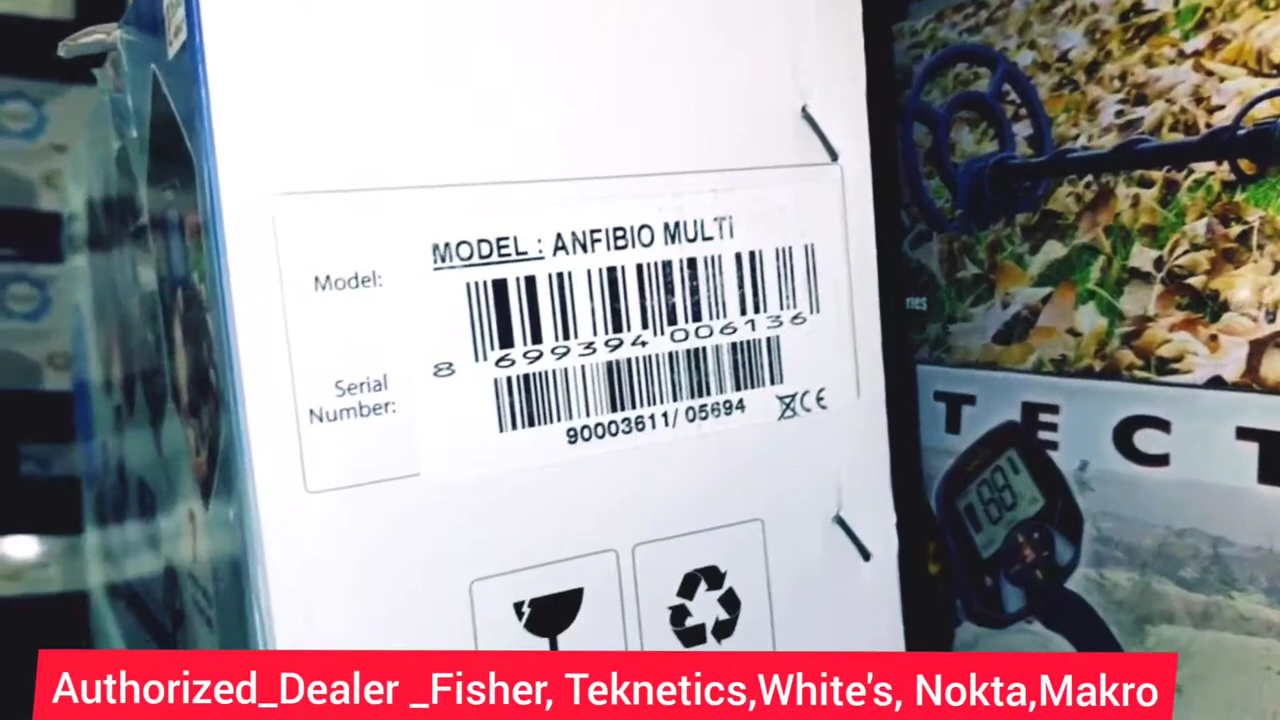 Model:
MODEL : ANFIBIO MULTI
8 699394 006136
Serial
Number:
90003611/ 05694
CE
TECT
88
Authorized_Dealer _Fisher, Teknetics,White's, Nokta,Makro